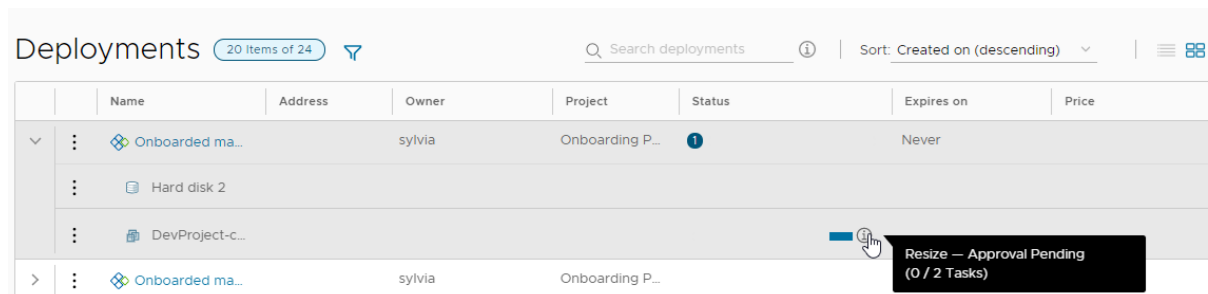 Deployments 20 Items of 24 Search deployments Sort: Created on (descending)
Name Address Owner Project Status Expires on Price
Onboarded ma... sylvia Onboarding P... 1 Never
Hard disk 2
DevProject-c...
Resize — Approval Pending
(0 / 2 Tasks)
Onboarded ma... sylvia Onboarding P...